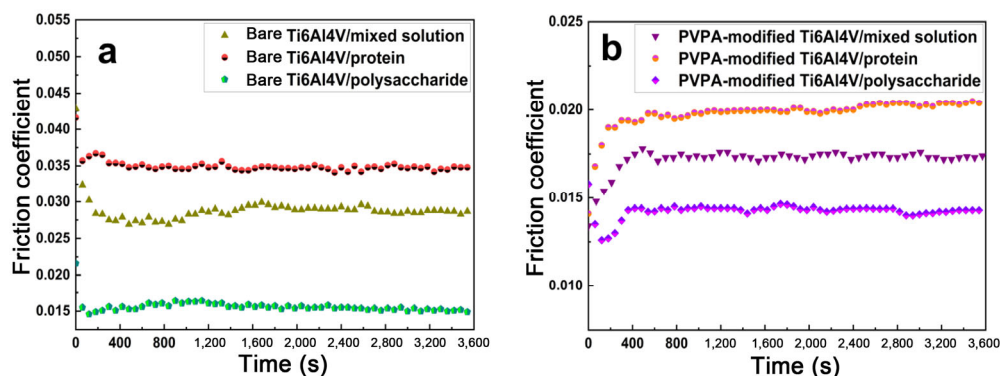 a
Bare Ti6Al4V/mixed solution
Bare Ti6Al4V/protein
Bare Ti6Al4V/polysaccharide
Friction coefficient
0.055
0.050
0.045
0.040
0.035
0.030
0.025
0.020
0.015
0 400 800 1,200 1,600 2,000 2,400 2,800 3,200 3,600
Time (s)
b
PVPA-modified Ti6Al4V/mixed solution
PVPA-modified Ti6Al4V/protein
PVPA-modified Ti6Al4V/polysaccharide
Friction coefficient
0.025
0.020
0.015
0.010
0 400 800 1,200 1,600 2,000 2,400 2,800 3,200 3,600
Time (s)